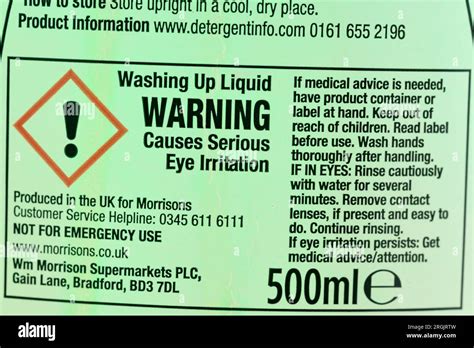 How to store Store upright in a cool, dry place.
Product information www.detergentinfo.com 0161 655 2196
Washing Up Liquid
WARNING
Causes Serious
Eye Irritation
Produced in the UK for Morrisons
Customer Service Helpline: 0345 611 6111
NOT FOR EMERGENCY USE
www.morrisons.co.uk
Wm Morrison Supermarkets PLC,
Gain Lane, Bradford, BD3 7DL
If medical advice is needed,
have product container or
label at hand. Keep out of
reach of children. Read label
before use. Wash hands
thoroughly after handling.
IF IN EYES: Rinse cautiously
with water for several
minutes. Remove contact
lenses, if present and easy to
do. Continue rinsing.
If eye irritation persists: Get
medical advice/attention.
500ml e
alamy
Image ID: 2RGJRTW
www.alamy.com